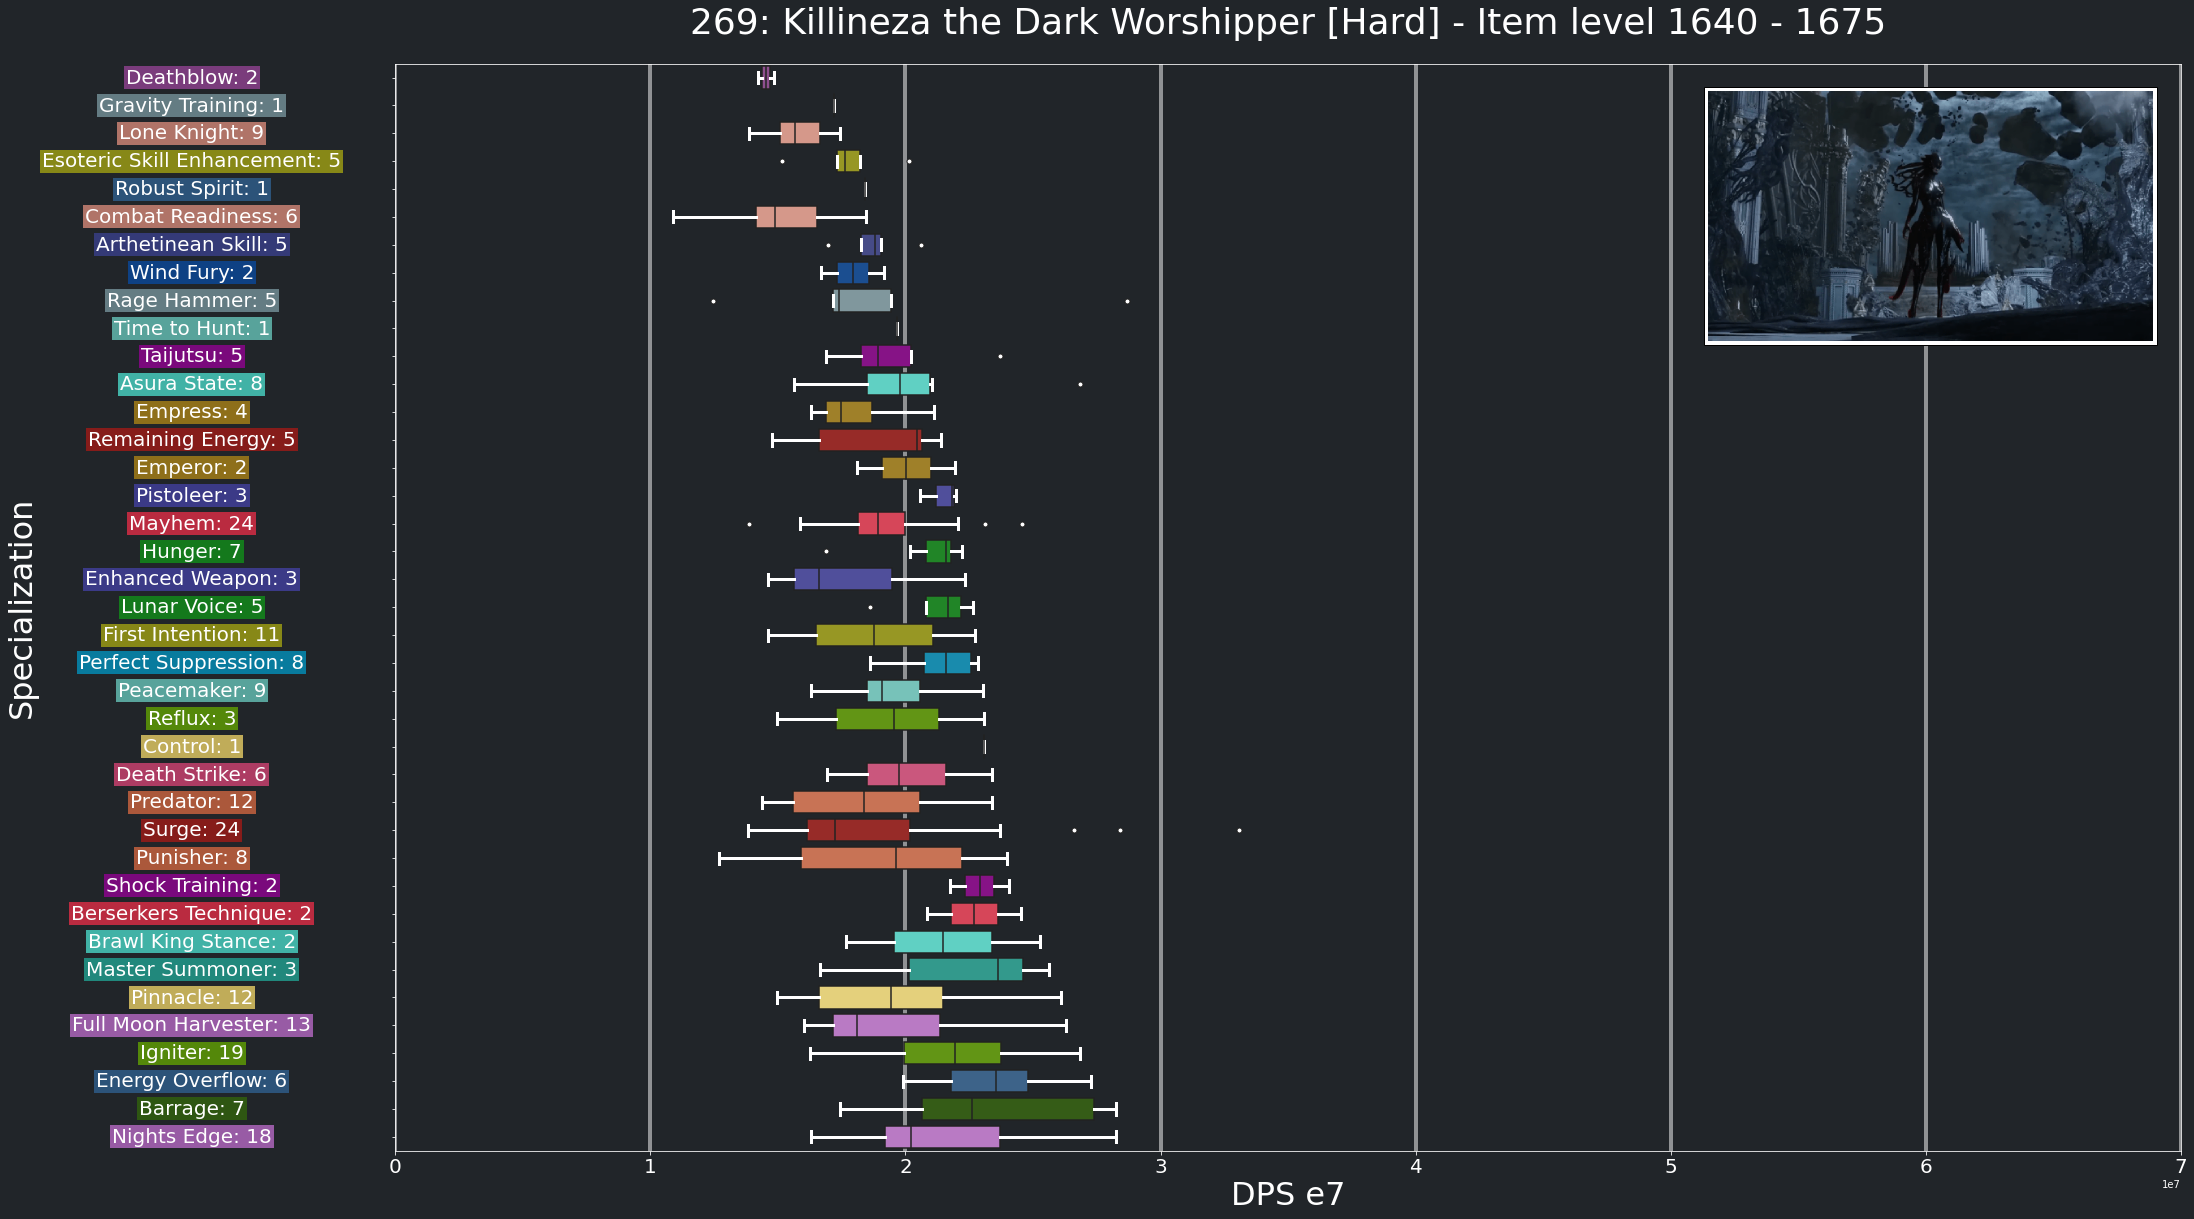 269: Killineza the Dark Worshipper [Hard] - Item level 1640 - 1675
Specialization
Deathblow: 2
Gravity Training: 1
Lone Knight: 9
Esoteric Skill Enhancement: 5
Robust Spirit: 1
Combat Readiness: 6
Arthetinean Skill: 5
Wind Fury: 2
Rage Hammer: 5
Time to Hunt: 1
Taijutsu: 5
Asura State: 8
Empress: 4
Remaining Energy: 5
Emperor: 2
Pistoleer: 3
Mayhem: 24
Hunger: 7
Enhanced Weapon: 3
Lunar Voice: 5
First Intention: 11
Perfect Suppression: 8
Peacemaker: 9
Reflux: 3
Control: 1
Death Strike: 6
Predator: 12
Surge: 24
Punisher: 8
Shock Training: 2
Berserkers Technique: 2
Brawl King Stance: 2
Master Summoner: 3
Pinnacle: 12
Full Moon Harvester: 13
Igniter: 19
Energy Overflow: 6
Barrage: 7
Nights Edge: 18
0 1 2 3 4 5 6 7
1e7
DPS e7